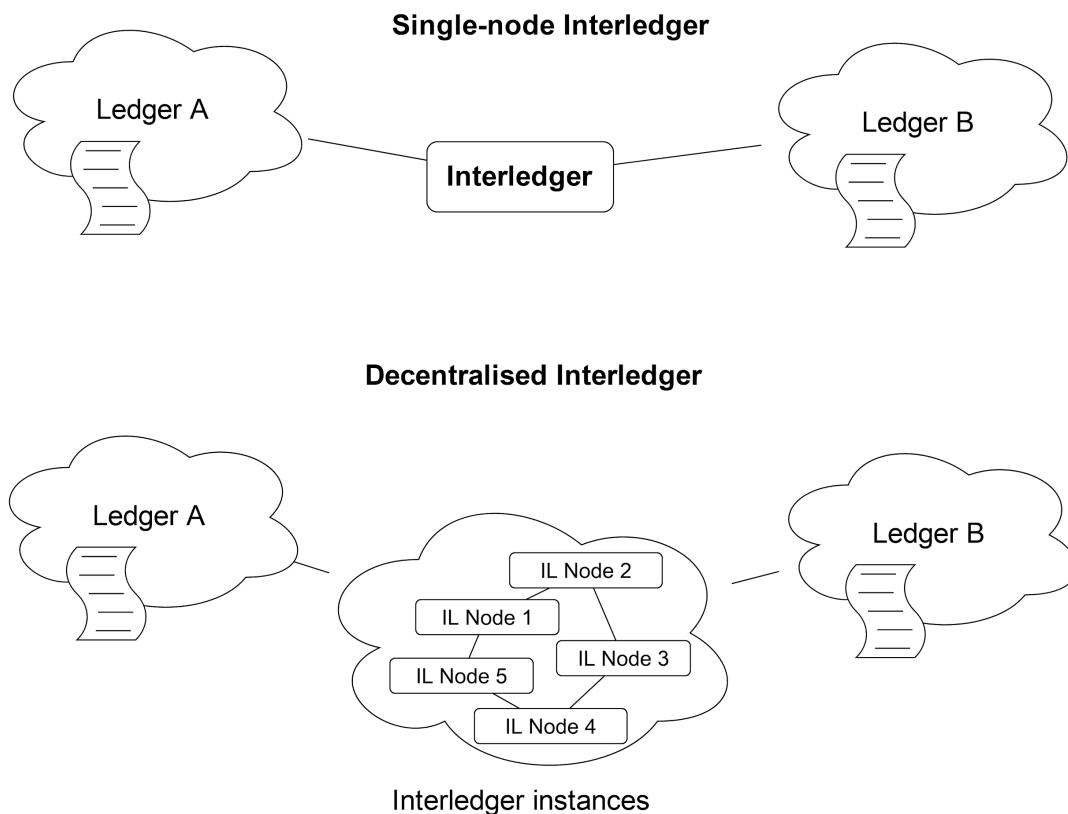 Single-node Interledger
Ledger A
Ledger B
Interledger
Decentralised Interledger
Ledger A
Ledger B
IL Node 2
IL Node 1
IL Node 3
IL Node 5
IL Node 4
Interledger instances